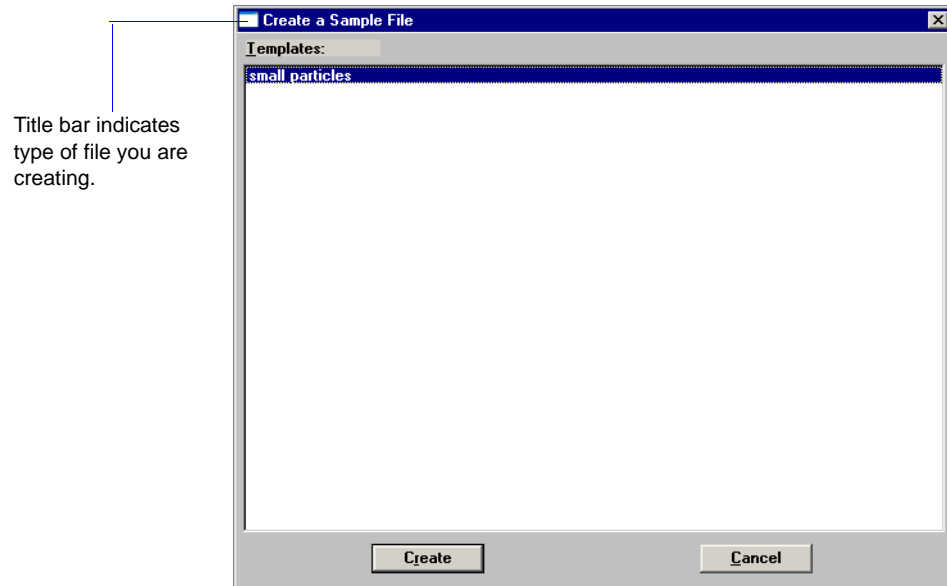 Create a Sample File
Templates:
small particles
Title bar indicates
type of file you are
creating.
Create
Cancel